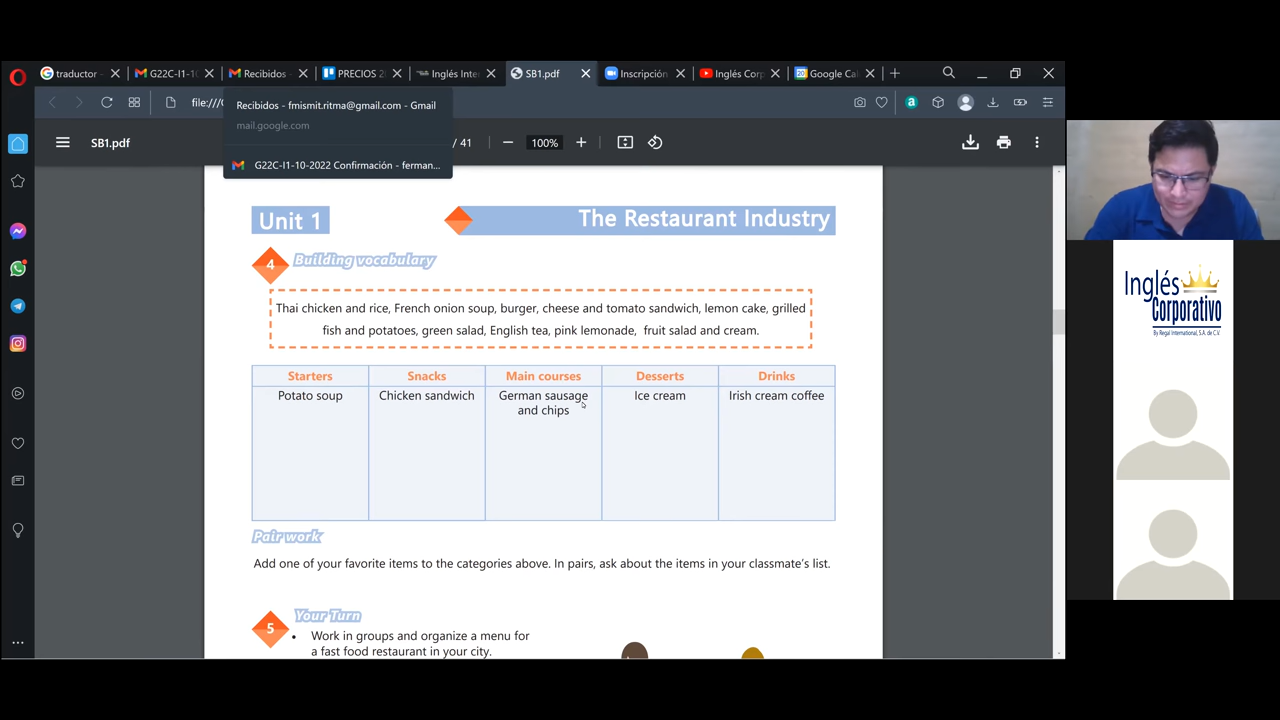 traductor
G22C-I1-10
Recibidos -
PRECIOS 2
Inglés Inte
SB1.pdf
Inscripción
Inglés Corp
Google Cal
file:///
Recibidos - fmismit.ritma@gmail.com - Gmail
mail.google.com
G22C-I1-10-2022 Confirmación - ferman...
SB1.pdf
/ 41
100%
Unit 1
The Restaurant Industry
4
Building vocabulary
Thai chicken and rice, French onion soup, burger, cheese and tomato sandwich, lemon cake, grilled
fish and potatoes, green salad, English tea, pink lemonade, fruit salad and cream.
Starters Snacks Main courses Desserts Drinks
Potato soup Chicken sandwich German sausage Ice cream Irish cream coffee
and chips
Pair work
Add one of your favorite items to the categories above. In pairs, ask about the items in your classmate's list.
5
Your Turn
• Work in groups and organize a menu for
a fast food restaurant in your city.
Inglés
Corporativo
By Regal International, S.A. de C.V.